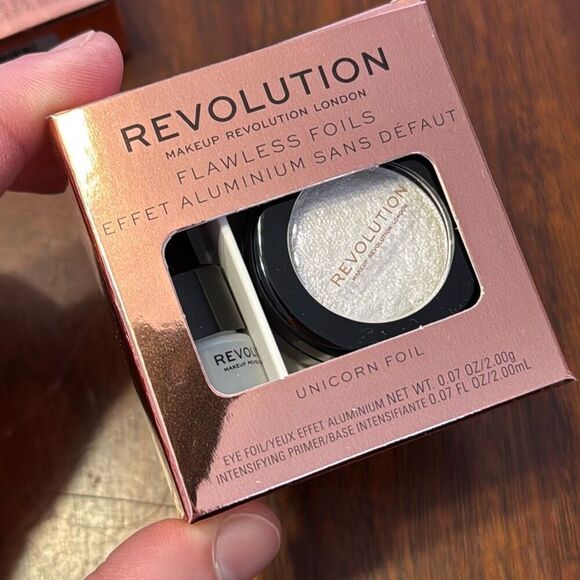 REVOLUTION
MAKEUP REVOLUTION LONDON
FLAWLESS FOILS
EFFET ALUMINIUM SANS DÉFAUT
REVOLUTION
MAKEUP REVOLUTION LONDON
REVOLU
MAKEUP REVOLU
UNICORN FOIL
EYE FOIL/YEUX EFFET ALUMINIUM NET WT. 0.07 OZ/2.00g
INTENSIFYING PRIMER/BASE INTENSIFIANTE 0.07 FL OZ/2.00mL